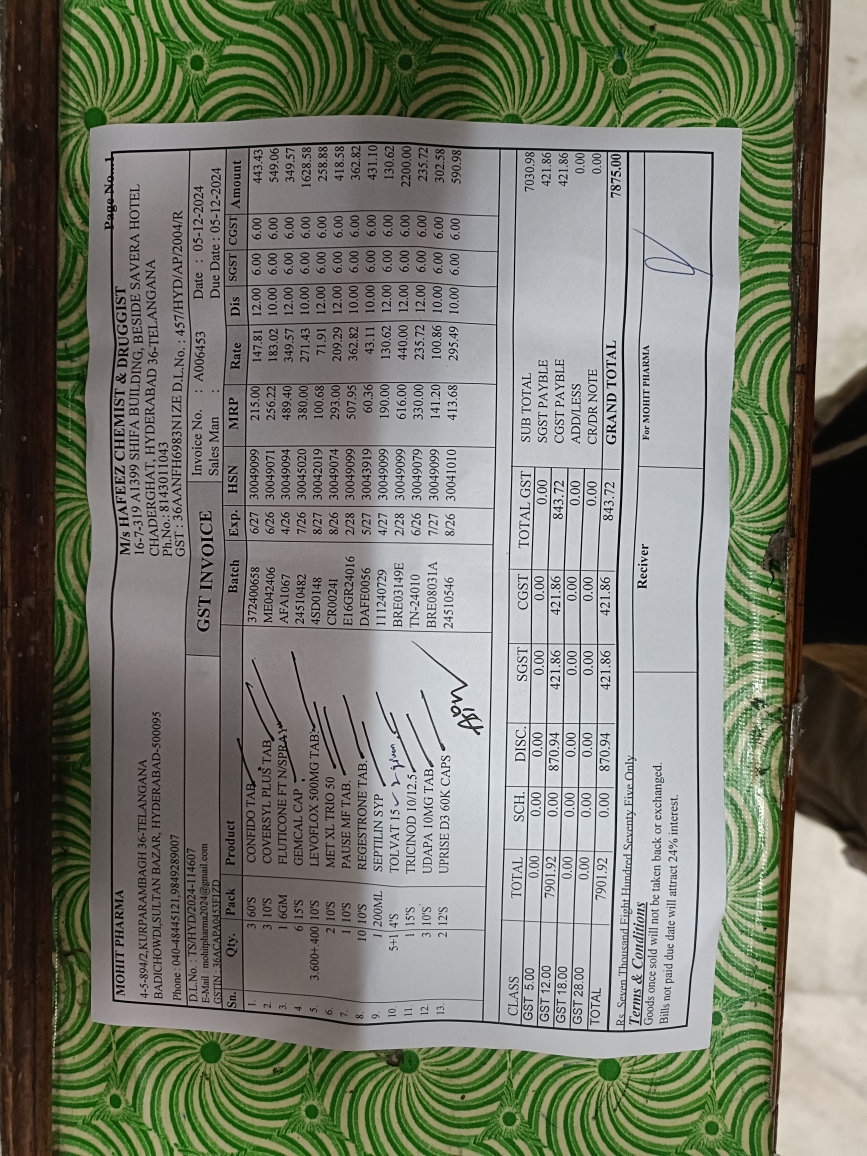 Page No...1
MOHIT PHARMA
4-5-894/2,KURPARAMBAGH 36-TELANGANA
BADICHOWDI,SULTAN BAZAR, HYDERABAD-500095
Phone : 040-48445121,9849289007
D.L.No. : TS/HYD/2024-114607
E-Mail : mohitpharma2024@gmail.com
GSTIN : 36ACAPA0453F1ZD
M/s HAFEEZ CHEMIST & DRUGGIST
16-7-319 A1399 SHIFA BUILDING, BESIDE SAVERA HOTEL
CHADERGHAT, HYDERABAD 36-TELANGANA
Ph.No.: 8143011043
GST : 36AANFH6983N1ZE D.L.No. : 457/HYD/AP/2004/R
GST INVOICE
Invoice No. : A006453 Date : 05-12-2024
Sales Man : Due Date : 05-12-2024
Sn. Qty. Pack Product Batch Exp. HSN MRP Rate Dis SGST CGST Amount
1. 3 60'S CONFIDO TAB 372400658 6/27 30049099 215.00 147.81 12.00 6.00 6.00 443.43
2. 3 10'S COVERSYL PLUS TAB ME042406 6/26 30049071 256.22 183.02 10.00 6.00 6.00 549.06
3. 1 6GM FLUTICONE FT N/SPRAY AFA1067 4/26 30049094 489.40 349.57 12.00 6.00 6.00 349.57
4 6 15'S GEMCAL CAP 24510482 7/26 30045020 380.00 271.43 10.00 6.00 6.00 1628.58
5. 3.600+.400 10'S LEVOFLOX 500MG TAB 4SD0148 8/27 30042019 100.68 71.91 12.00 6.00 6.00 258.88
6. 2 10'S MET XL TRIO 50 CR0024I 8/26 30049074 293.00 209.29 12.00 6.00 6.00 418.58
7. 1 10'S PAUSE MF TAB. E16GR24016 2/28 30049099 507.95 362.82 10.00 6.00 6.00 362.82
8. 10 10'S REGESTRONE TAB. DAFE0056 5/27 30043919 60.36 43.11 10.00 6.00 6.00 431.10
9. 1 200ML SEPTILIN SYP 111240729 4/27 30049099 190.00 130.62 12.00 6.00 6.00 130.62
10. 5+1 4'S TOLVAT 15 BRE03149E 2/28 30049099 616.00 440.00 12.00 6.00 6.00 2200.00
11. 1 15'S TRICINOD 10/12.5 TN-24010 6/26 30049079 330.00 235.72 12.00 6.00 6.00 235.72
12. 3 10'S UDAPA 10MG TAB BRE08031A 7/27 30049099 141.20 100.86 10.00 6.00 6.00 302.58
13. 2 12'S UPRISE D3 60K CAPS 24510546 8/26 30041010 413.68 295.49 10.00 6.00 6.00 590.98
CLASS TOTAL SCH. DISC. SGST CGST TOTAL GST
GST 5.00 0.00 0.00 0.00 0.00 0.00 0.00
GST 12.00 7901.92 0.00 870.94 421.86 421.86 843.72
GST 18.00 0.00 0.00 0.00 0.00 0.00 0.00
GST 28.00 0.00 0.00 0.00 0.00 0.00 0.00
TOTAL 7901.92 0.00 870.94 421.86 421.86 843.72
SUB TOTAL 7030.98
SGST PAYBLE 421.86
CGST PAYBLE 421.86
ADD/LESS 0.00
CR/DR NOTE 0.00
GRAND TOTAL 7875.00
Rs. Seven Thousand Eight Hundred Seventy Five Only
Terms & Conditions
Goods once sold will not be taken back or exchanged.
Bills not paid due date will attract 24% interest.
Reciver
For MOHIT PHARMA